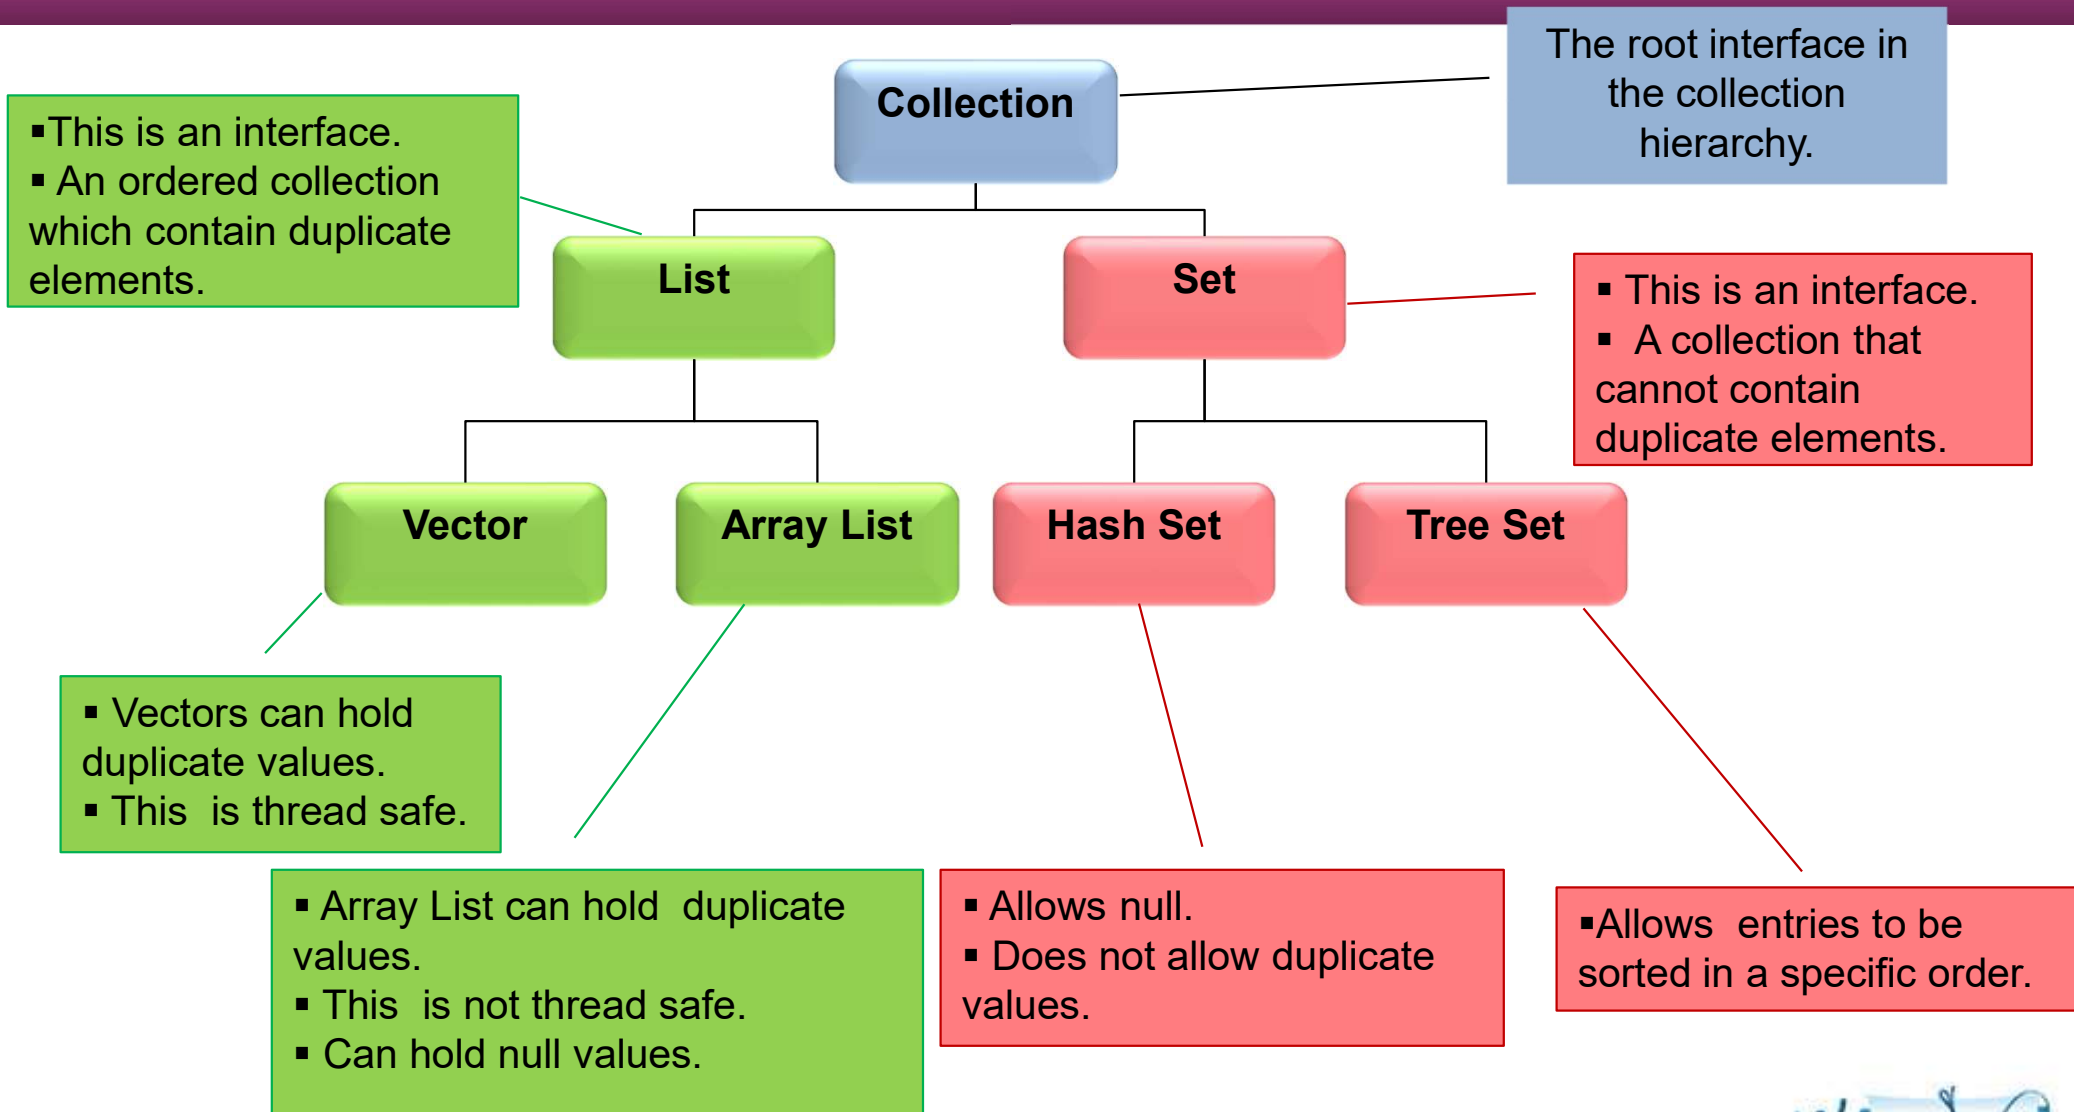 Collection
The root interface in
the collection
hierarchy.
▪This is an interface.
▪ An ordered collection
which contain duplicate
elements.
List
Set
▪ This is an interface.
▪ A collection that
cannot contain
duplicate elements.
Vector
Array List
Hash Set
Tree Set
▪ Vectors can hold
duplicate values.
▪ This is thread safe.
▪ Array List can hold duplicate
values.
▪ This is not thread safe.
▪ Can hold null values.
▪ Allows null.
▪ Does not allow duplicate
values.
▪Allows entries to be
sorted in a specific order.